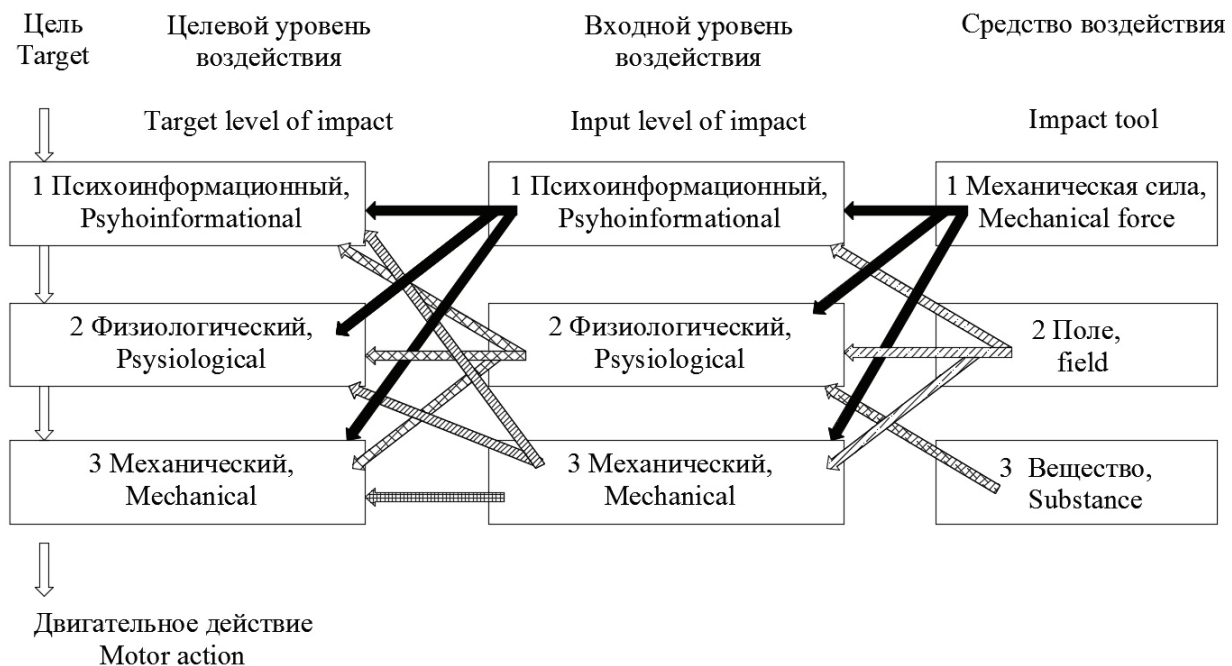 Цель
Target
Целевой уровень
воздействия
Target level of impact
Входной уровень
воздействия
Input level of impact
Средство воздействия
Impact tool
1 Психоинформационный,
Psyhoinformational
1 Психоинформационный,
Psyhoinformational
1 Механическая сила,
Mechanical force
2 Физиологический,
Psysiological
2 Физиологический,
Psysiological
2 Поле,
field
3 Механический,
Mechanical
3 Механический,
Mechanical
3 Вещество,
Substance
Двигательное действие
Motor action